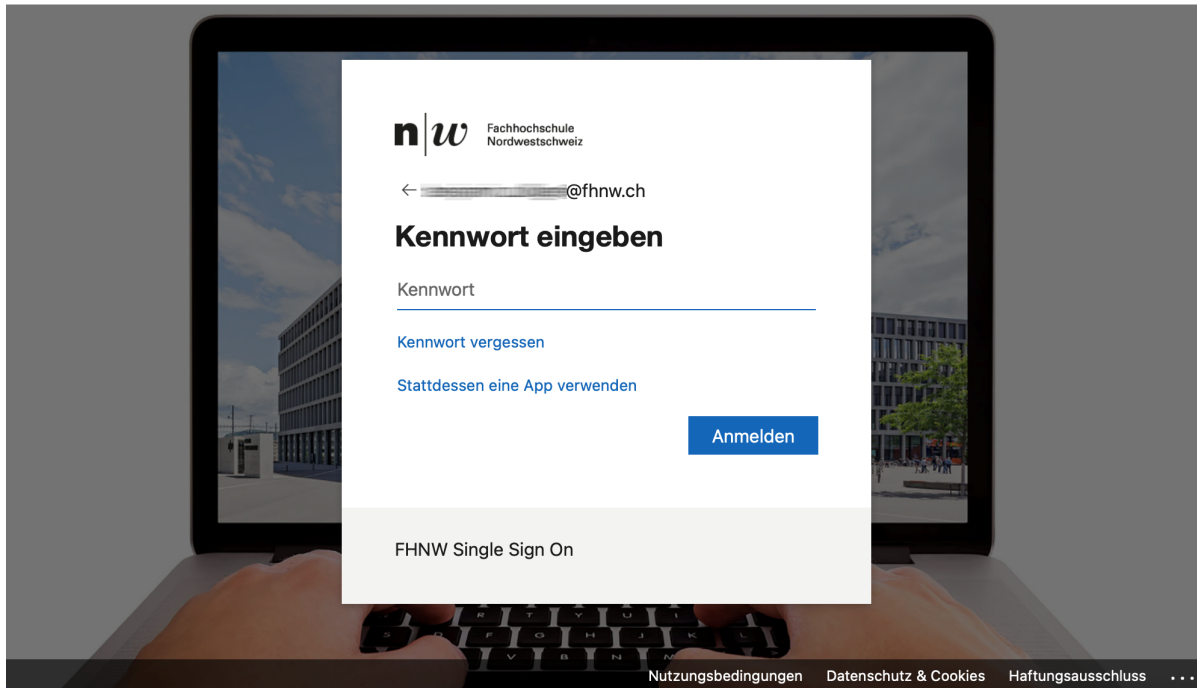 n|w Fachhochschule
Nordwestschweiz
@fhnw.ch
Kennwort eingeben
Kennwort
Kennwort vergessen
Stattdessen eine App verwenden
Anmelden
FHNW Single Sign On
R T Y U
S D F G H J K L
V B N M
Nutzungsbedingungen Datenschutz & Cookies Haftungsausschluss ...